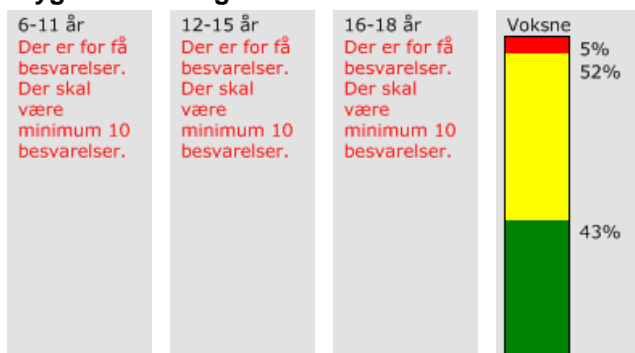 6-11 år
Der er for få
besvarelser.
Der skal
være
minimum 10
besvarelser.
12-15 år
Der er for få
besvarelser.
Der skal
være
minimum 10
besvarelser.
16-18 år
Der er for få
besvarelser.
Der skal
være
minimum 10
besvarelser.
Voksne
5%
52%
43%